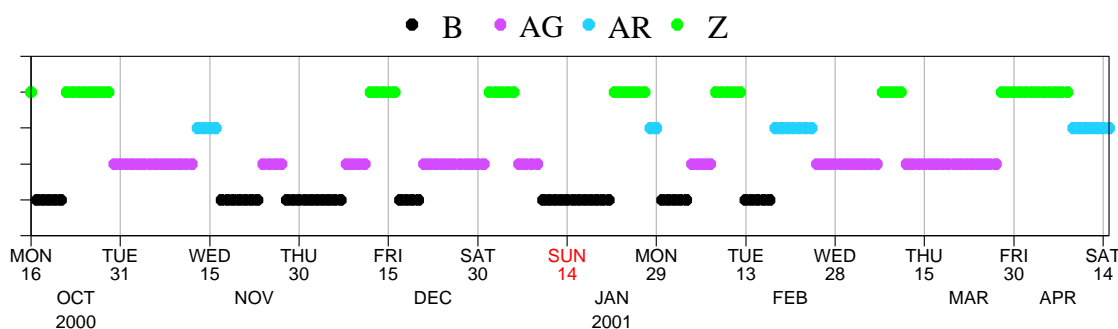 B AG AR Z
MON TUE WED THU FRI SAT SUN MON TUE WED THU FRI SAT
16 31 15 30 15 30 14 29 13 28 15 30 14
OCT NOV DEC JAN FEB MAR APR
2000 2001